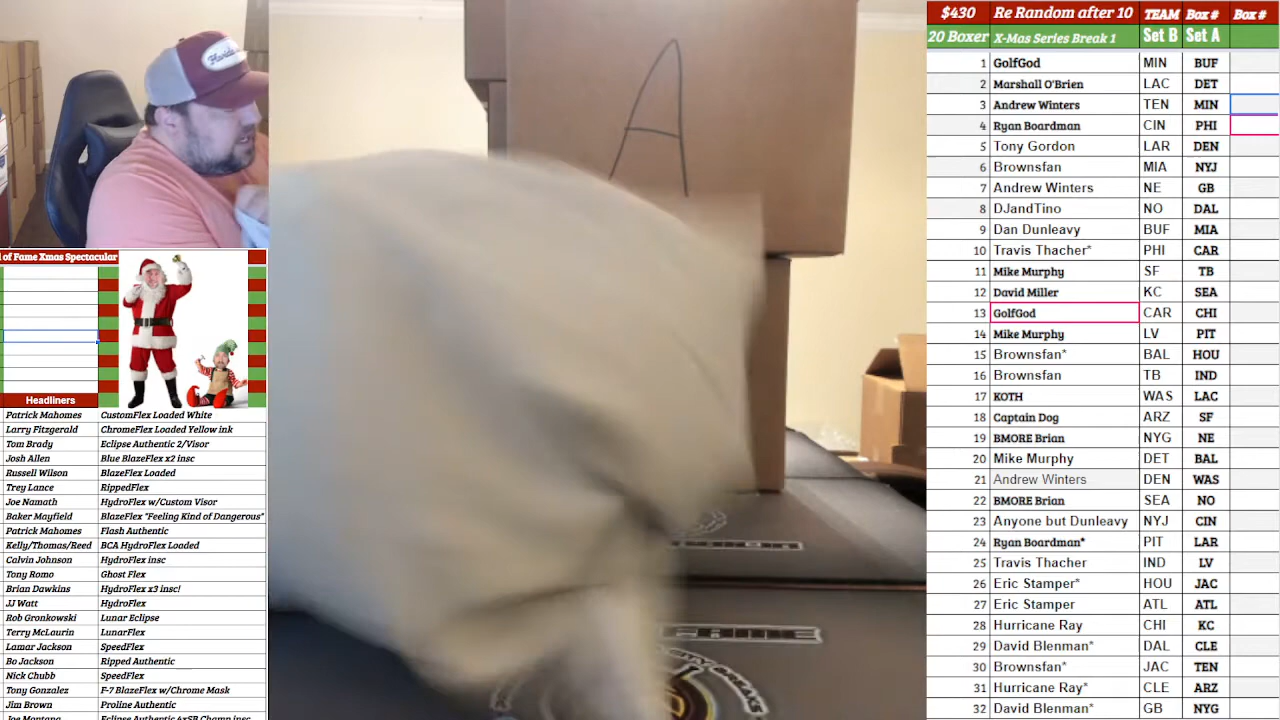 $430 Re Random after 10 TEAM Box # Box #
20 Boxer X-Mas Series Break 1 Set B Set A
1 GolfGod MIN BUF
2 Marshall O'Brien LAC DET
3 Andrew Winters TEN MIN
4 Ryan Boardman CIN PHI
5 Tony Gordon LAR DEN
6 Brownsfan MIA NYJ
7 Andrew Winters NE GB
8 DJandTino NO DAL
9 Dan Dunleavy BUF MIA
10 Travis Thacher* PHI CAR
11 Mike Murphy SF TB
12 David Miller KC SEA
13 GolfGod CAR CHI
14 Mike Murphy LV PIT
15 Brownsfan* BAL HOU
16 Brownsfan TB IND
17 KOTH WAS LAC
18 Captain Dog ARZ SF
19 BMORE Brian NYG NE
20 Mike Murphy DET BAL
21 Andrew Winters DEN WAS
22 BMORE Brian SEA NO
23 Anyone but Dunleavy NYJ CIN
24 Ryan Boardman* PIT LAR
25 Travis Thacher IND LV
26 Eric Stamper* HOU JAC
27 Eric Stamper ATL ATL
28 Hurricane Ray CHI KC
29 David Blenman* DAL CLE
30 Brownsfan* JAC TEN
31 Hurricane Ray* CLE ARZ
32 David Blenman* GB NYG
A
of Fame Xmas Spectacular
Headliners
Patrick Mahomes CustomFlex Loaded White
Larry Fitzgerald ChromeFlex Loaded Yellow ink
Tom Brady Eclipse Authentic 2/Visor
Josh Allen Blue BlazeFlex x2 insc
Russell Wilson BlazeFlex Loaded
Trey Lance RippedFlex
Joe Namath HydroFlex w/Custom Visor
Baker Mayfield BlazeFlex "Feeling Kind of Dangerous"
Patrick Mahomes Flash Authentic
Kelly/Thomas/Reed BCA HydroFlex Loaded
Calvin Johnson HydroFlex insc
Tony Romo Ghost Flex
Brian Dawkins HydroFlex x3 insc!
JJ Watt HydroFlex
Rob Gronkowski Lunar Eclipse
Terry McLaurin LunarFlex
Lamar Jackson SpeedFlex
Bo Jackson Ripped Authentic
Nick Chubb SpeedFlex
Tony Gonzalez F-7 BlazeFlex w/Chrome Mask
Jim Brown Proline Authentic
Joe Montana Eclipse Authentic 4xSB Champ insc
CITY BREAKS